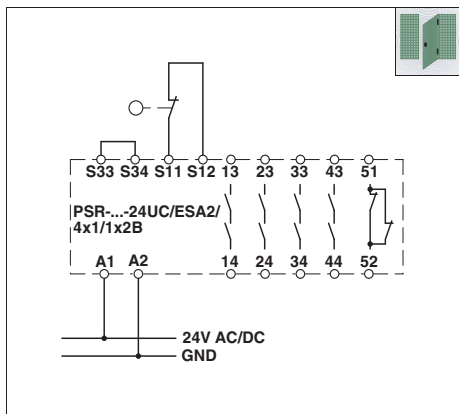 S33 S34 S11 S12 13 23 33 43 51
PSR-...-24UC/ESA2/
4x1/1x2B
A1 A2 14 24 34 44 52
24V AC/DC
GND